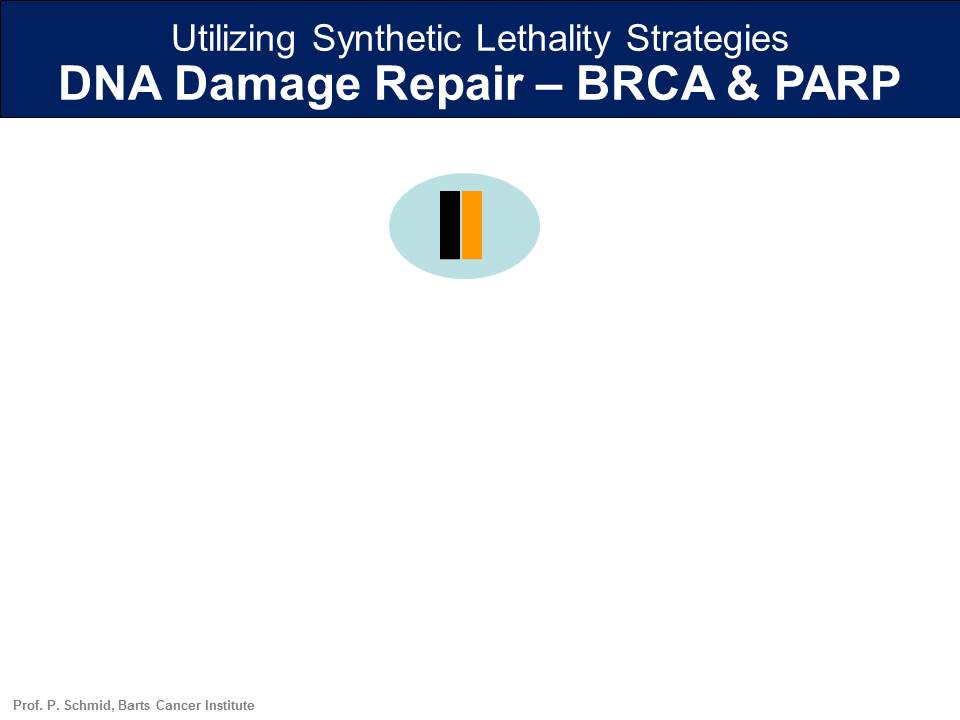 Utilizing Synthetic Lethality Strategies
DNA Damage Repair – BRCA & PARP
Prof. P. Schmid, Barts Cancer Institute